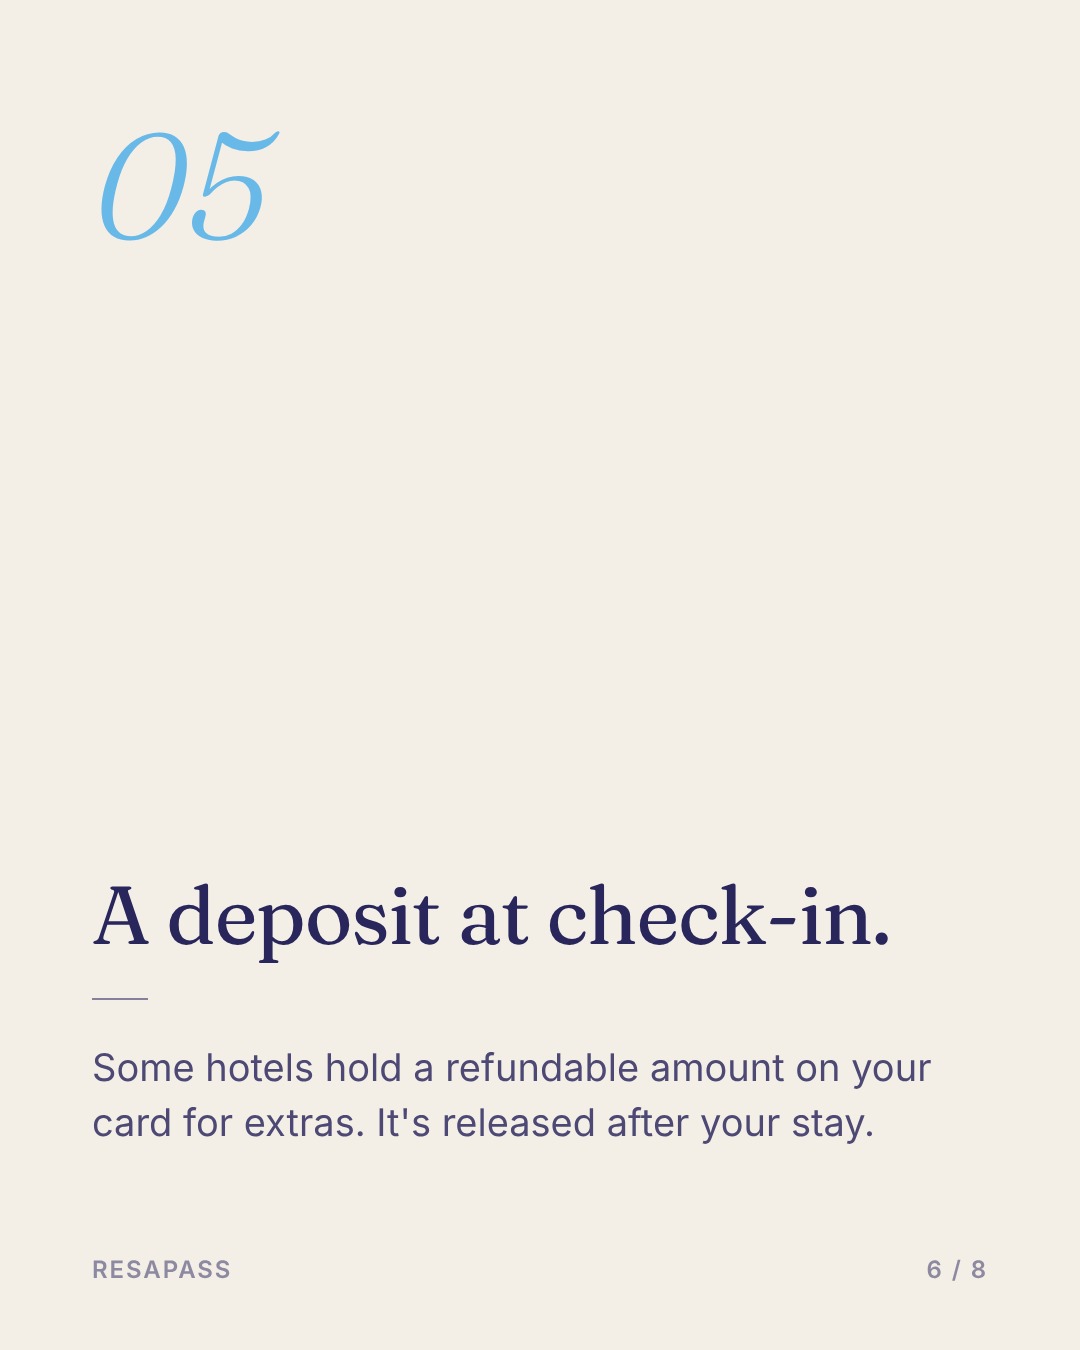 05
A deposit at check-in.
Some hotels hold a refundable amount on your
card for extras. It's released after your stay.
RESAPASS
6 / 8